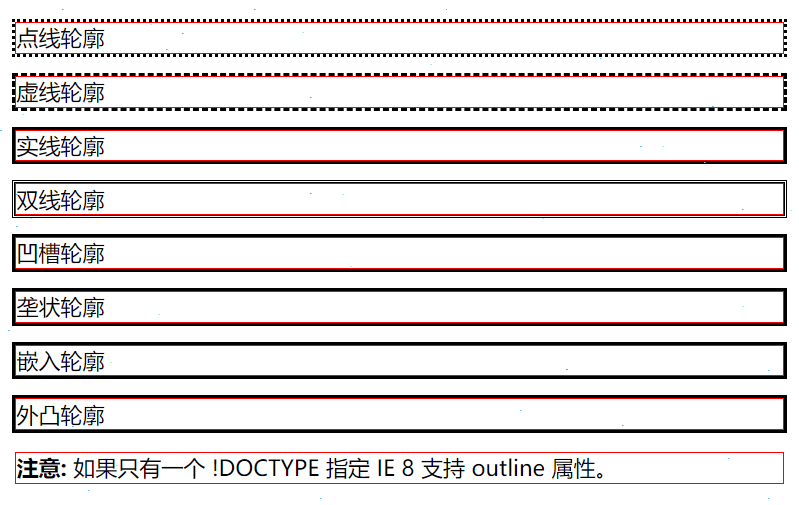 点线轮廓
虚线轮廓
实线轮廓
双线轮廓
凹槽轮廓
垄状轮廓
嵌入轮廓
外凸轮廓
注意: 如果只有一个 !DOCTYPE 指定 IE 8 支持 outline 属性。